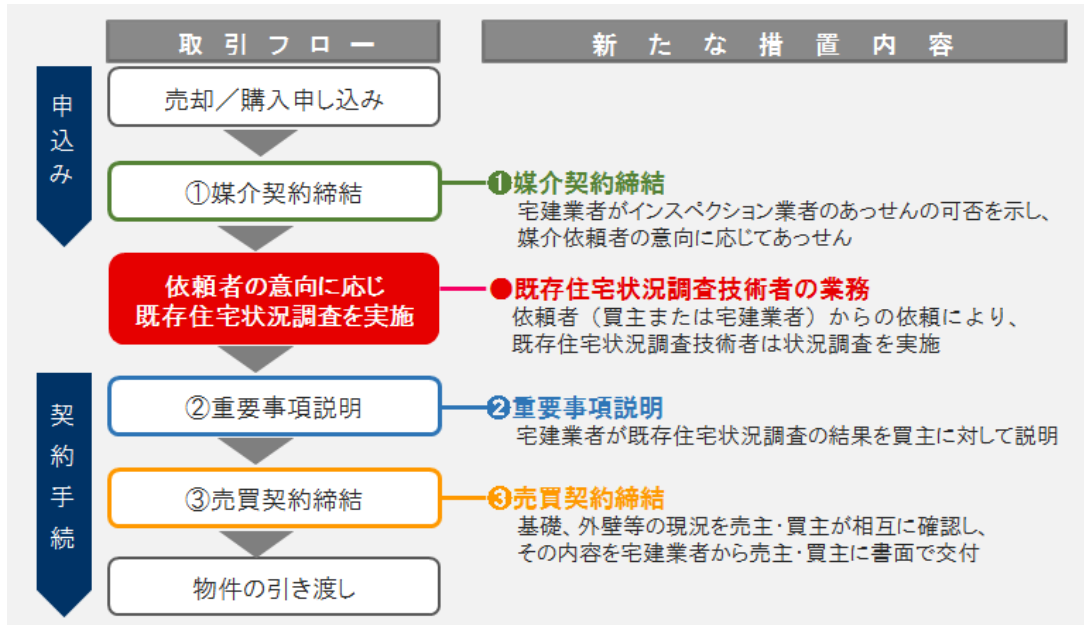 取引フロー
新たな措置内容
申込み
売却／購入申し込み
①媒介契約締結
❶媒介契約締結
宅建業者がインスペクション業者のあっせんの可否を示し、
媒介依頼者の意向に応じてあっせん
依頼者の意向に応じ
既存住宅状況調査を実施
●既存住宅状況調査技術者の業務
依頼者（買主または宅建業者）からの依頼により、
既存住宅状況調査技術者は状況調査を実施
契約手続
②重要事項説明
❷重要事項説明
宅建業者が既存住宅状況調査の結果を買主に対して説明
③売買契約締結
❸売買契約締結
基礎、外壁等の現況を売主・買主が相互に確認し、
その内容を宅建業者から売主・買主に書面で交付
物件の引き渡し